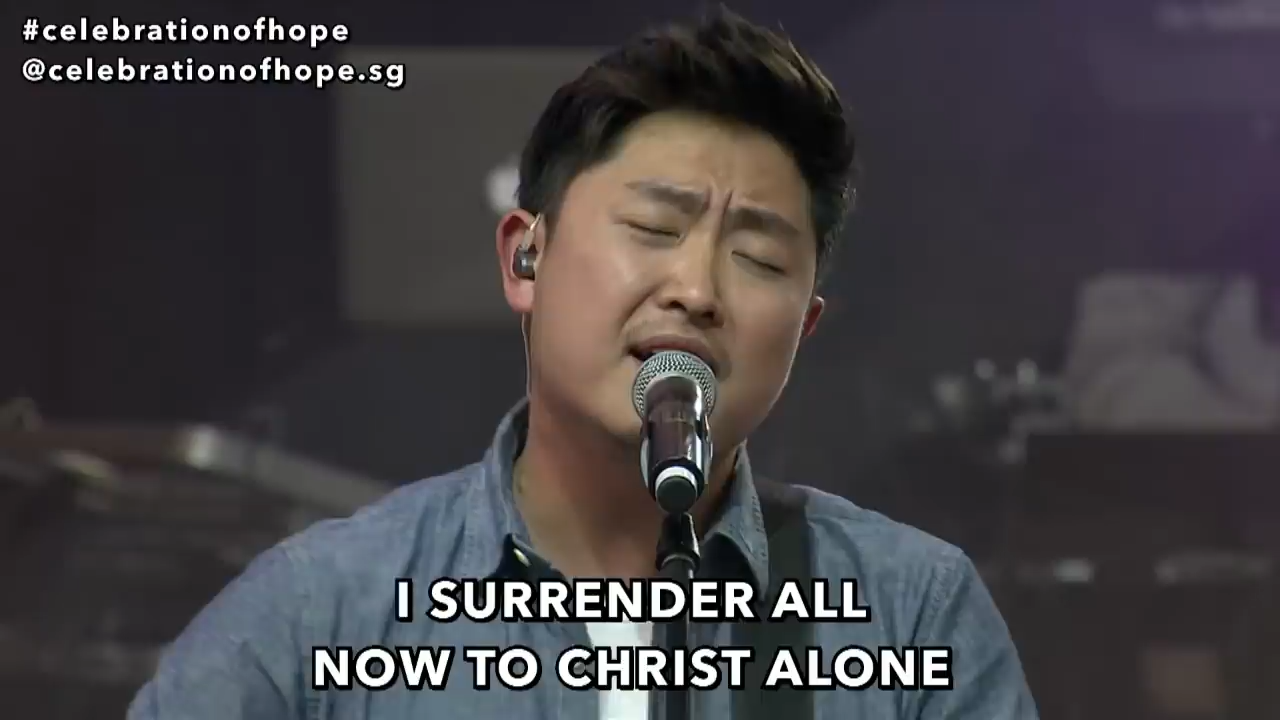 #celebrationofhope
@celebrationofhope.sg
I SURRENDER ALL
NOW TO CHRIST ALONE